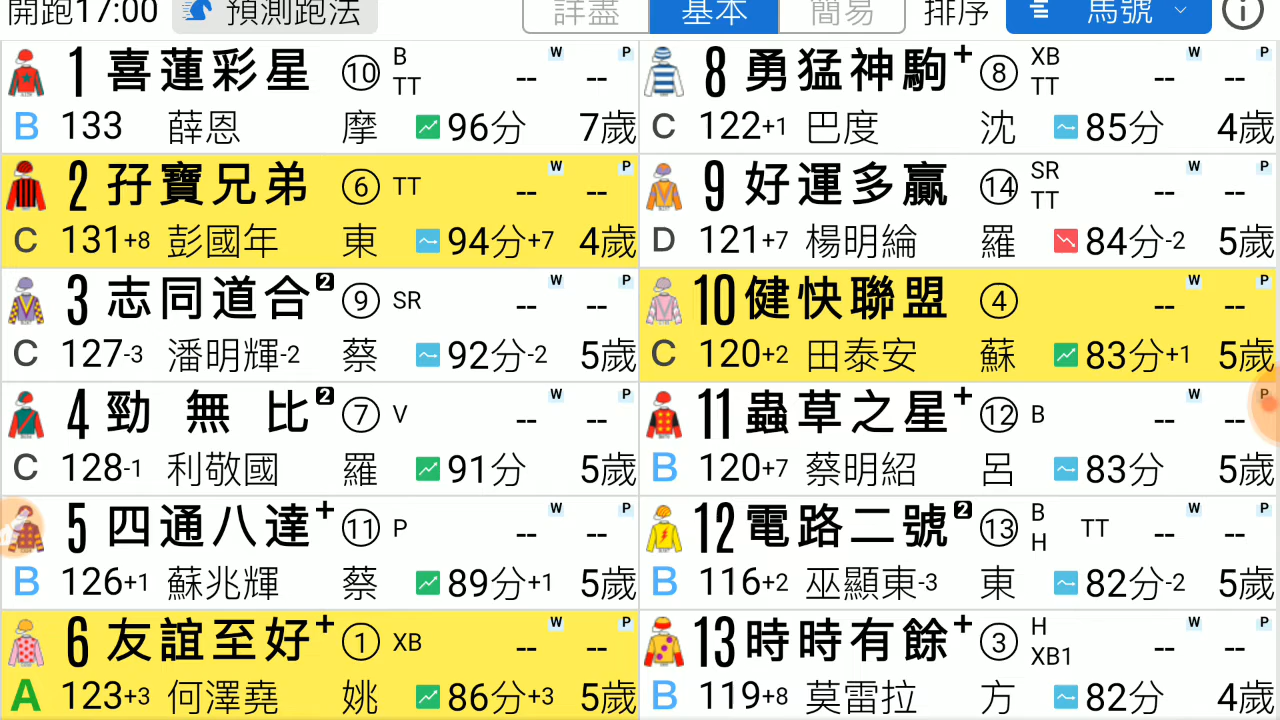 開跑17:00 預測跑法 詳盡 基本 簡易 排序 馬號
1 喜蓮彩星 ⑩ B TT -- W -- P
B 133 薛恩 摩 96分 7歲
2 孖寶兄弟 ⑥ TT -- W -- P
C 131+8 彭國年 東 94分+7 4歲
3 志同道合 2 ⑨ SR -- W -- P
C 127-3 潘明輝-2 蔡 92分-2 5歲
4 勁無比 2 ⑦ V -- W -- P
C 128-1 利敬國 羅 91分 5歲
5 四通八達+ ⑪ P -- W -- P
B 126+1 蘇兆輝 蔡 89分+1 5歲
6 友誼至好+ ① XB -- W -- P
A 123+3 何澤堯 姚 86分+3 5歲
8 勇猛神駒+ ⑧ XB TT -- W -- P
C 122+1 巴度 沈 85分 4歲
9 好運多贏 ⑭ SR TT -- W -- P
D 121+7 楊明綸 羅 84分-2 5歲
10 健快聯盟 ④ -- W -- P
C 120+2 田泰安 蘇 83分+1 5歲
11 蟲草之星+ ⑫ B -- W -- P
B 120+7 蔡明紹 呂 83分 5歲
12 電路二號 2 ⑬ B H TT -- W -- P
B 116+2 巫顯東-3 東 82分-2 5歲
13 時時有餘+ ③ H XB1 -- W -- P
B 119+8 莫雷拉 方 82分 4歲